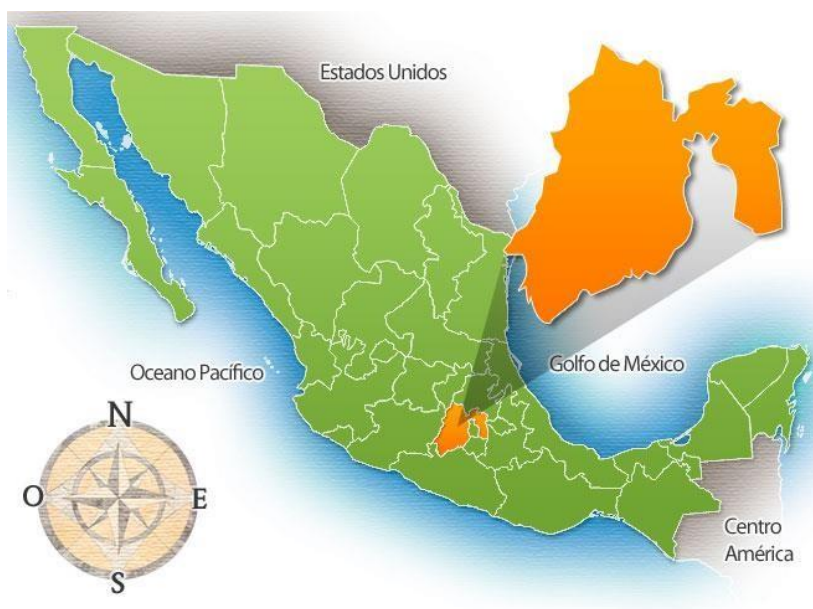 Estados Unidos
Oceano Pacífico
Golfo de México
N
O
E
S
Centro
América